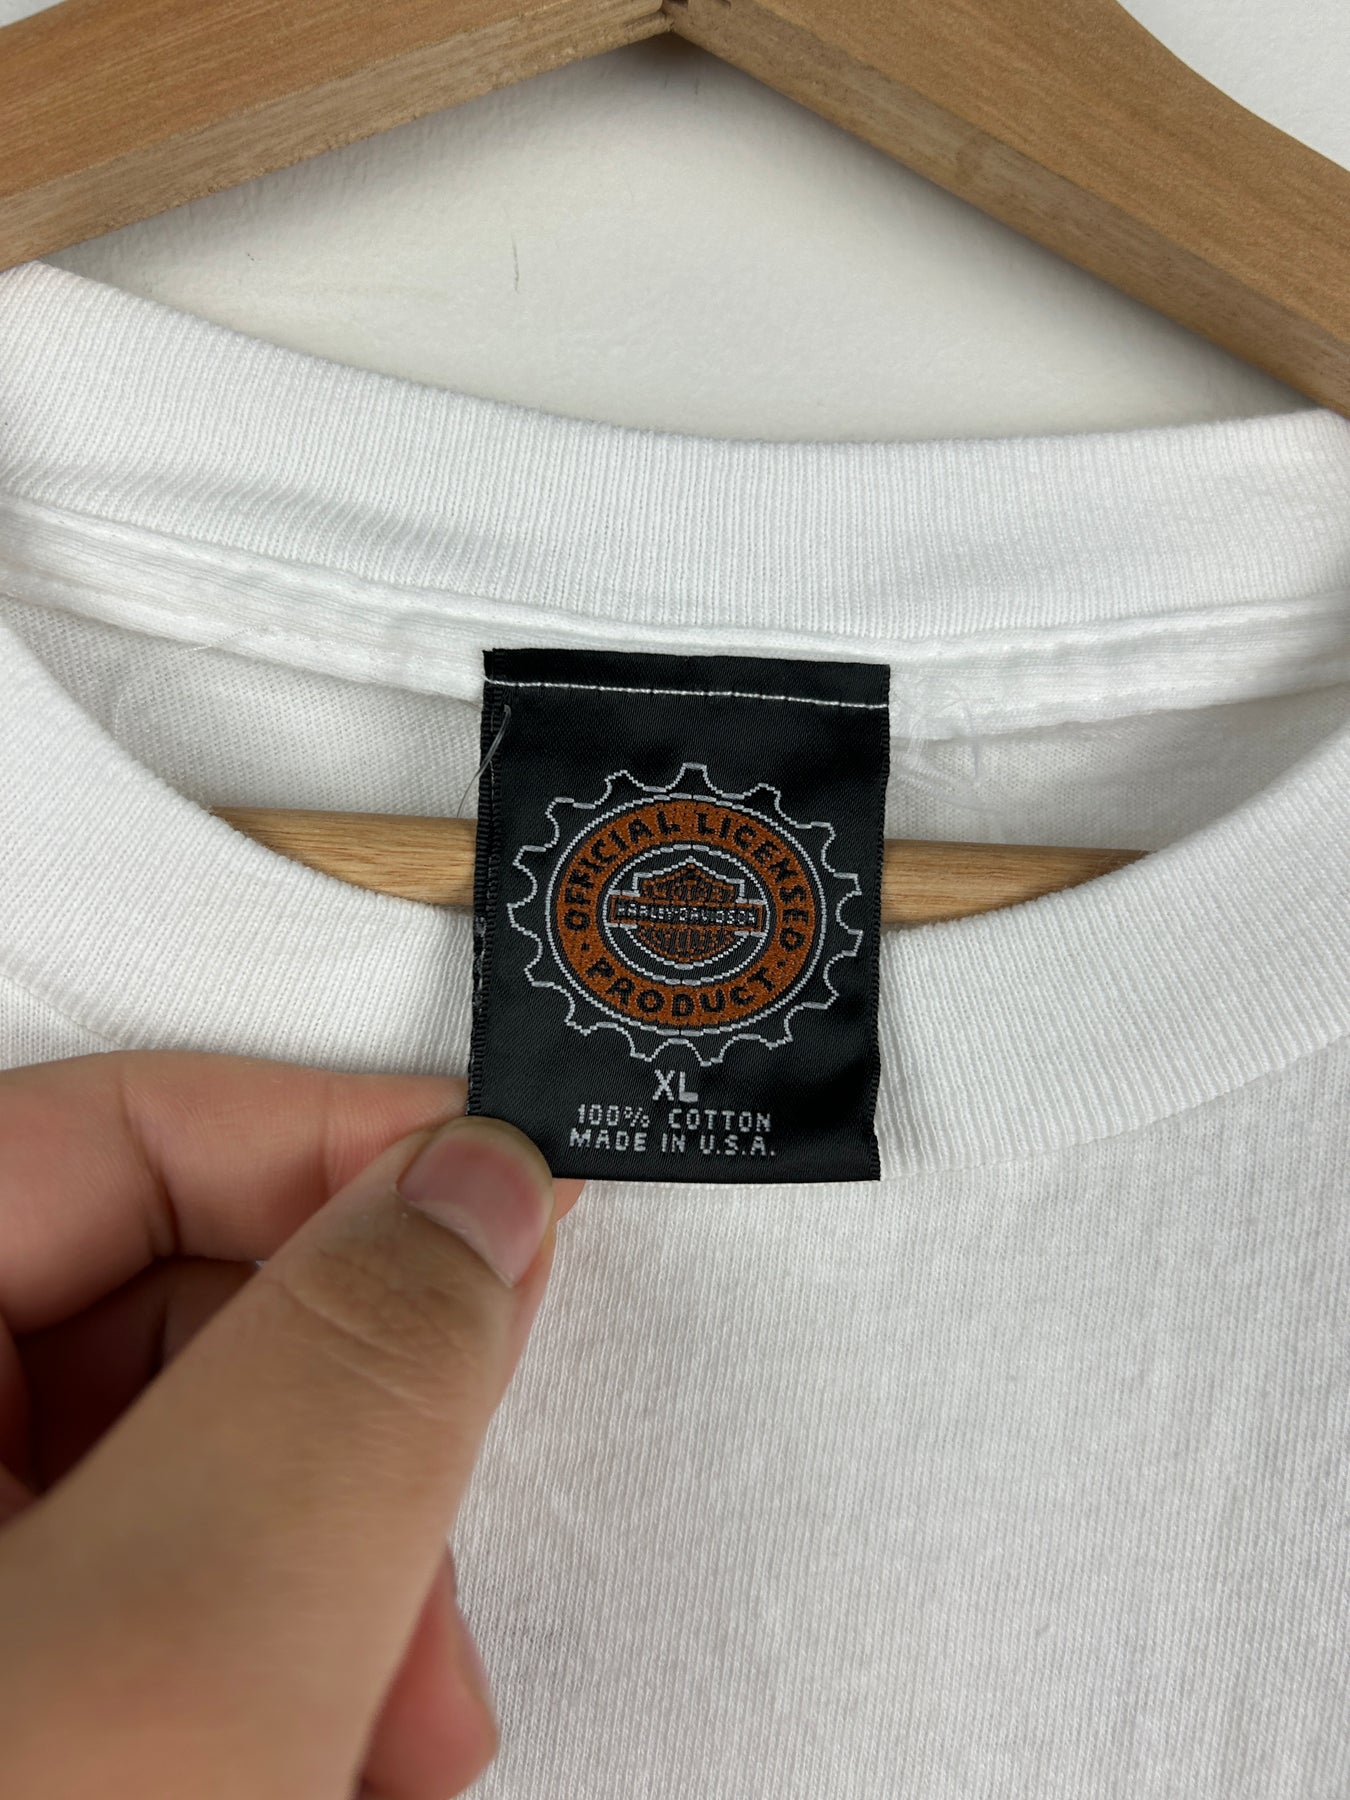 · OFFICIAL LICENSED ·
HARLEY-DAVIDSON
PRODUCT
XL
100% COTTON
MADE IN U.S.A.